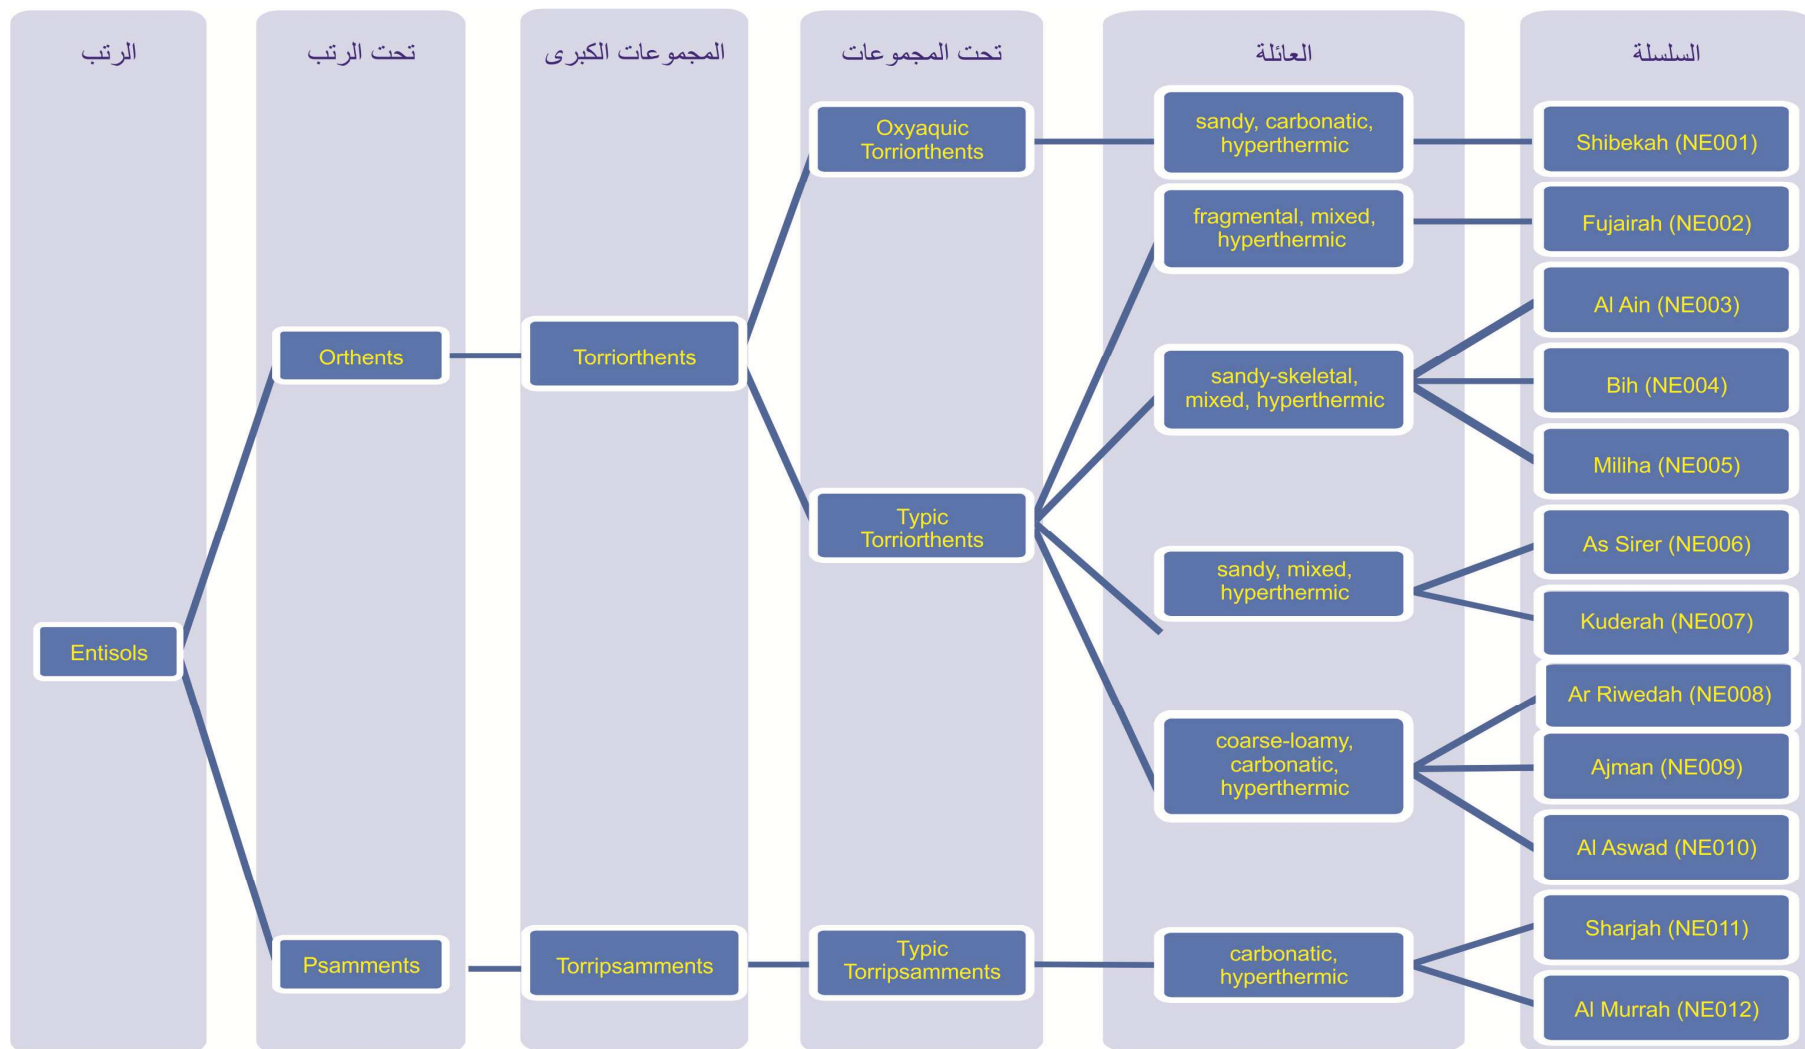 الرتب
تحت الرتب
المجموعات الكبرى
تحت المجموعات
العائلة
السلسلة
Entisols
Orthents
Psamments
Torriorthents
Torripsamments
Oxyaquic
Torriorthents
Typic
Torriorthents
Typic
Torripsamments
sandy, carbonatic,
hyperthermic
fragmental, mixed,
hyperthermic
sandy-skeletal,
mixed, hyperthermic
sandy, mixed,
hyperthermic
coarse-loamy,
carbonatic,
hyperthermic
carbonatic,
hyperthermic
Shibekah (NE001)
Fujairah (NE002)
Al Ain (NE003)
Bih (NE004)
Miliha (NE005)
As Sirer (NE006)
Kuderah (NE007)
Ar Riwedah (NE008)
Ajman (NE009)
Al Aswad (NE010)
Sharjah (NE011)
Al Murrah (NE012)